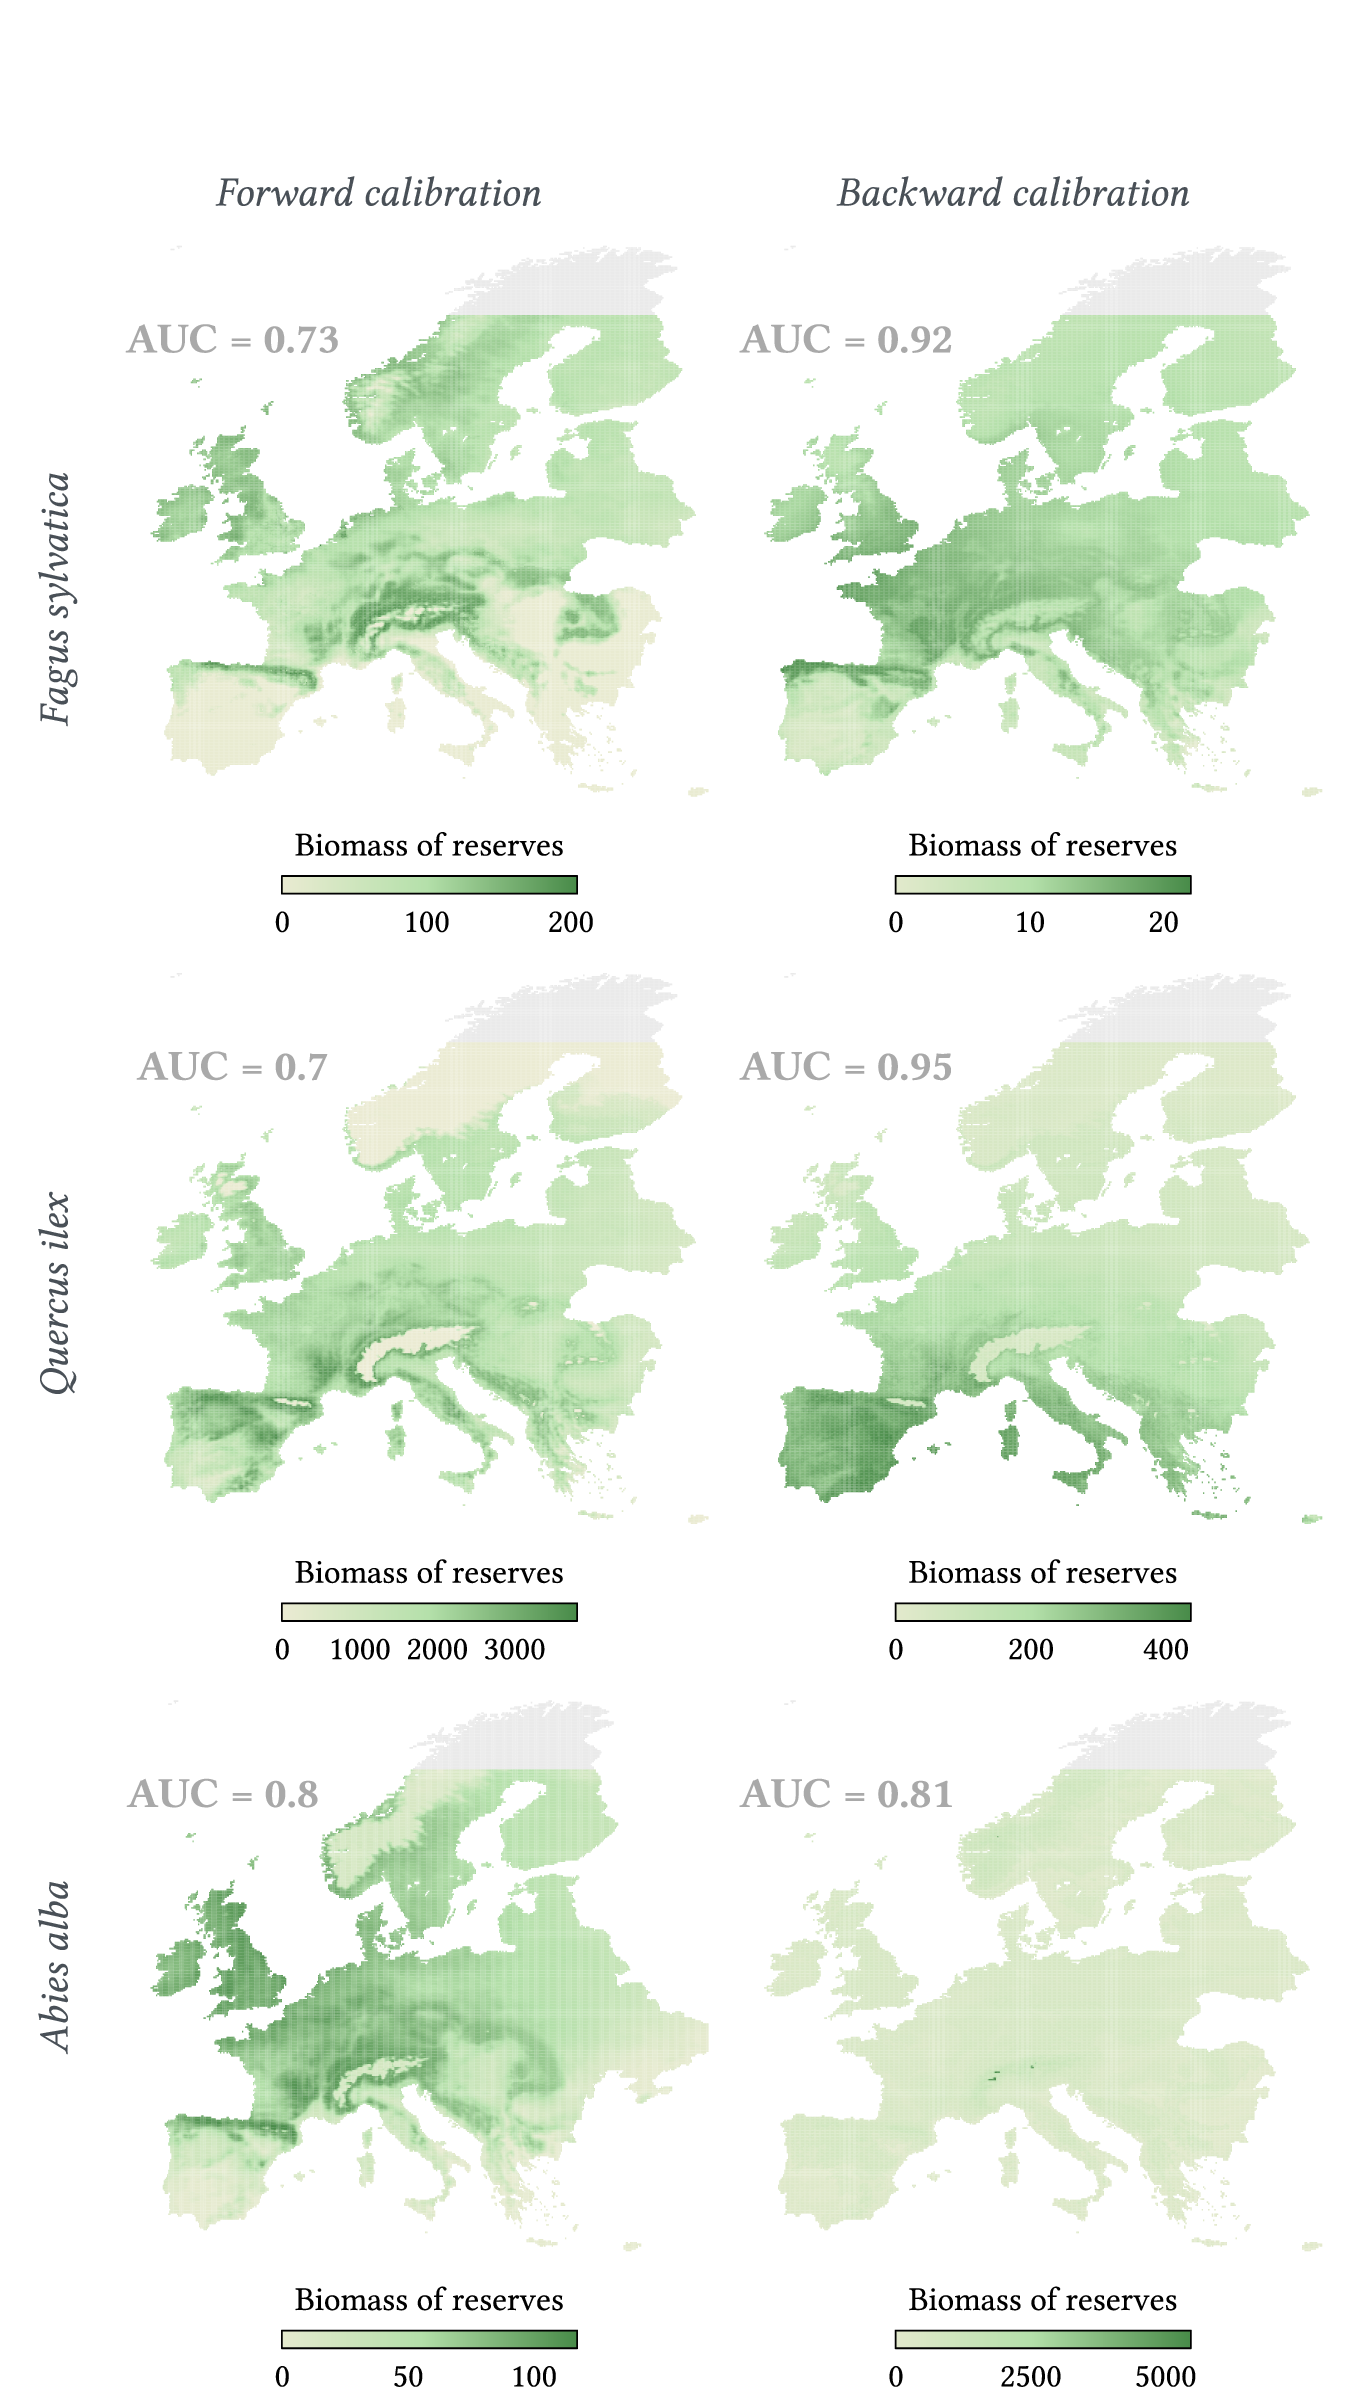 Forward calibration
Backward calibration
Fagus sylvatica
AUC = 0.73
AUC = 0.92
Biomass of reserves
0 100 200
Biomass of reserves
0 10 20
Quercus ilex
AUC = 0.7
AUC = 0.95
Biomass of reserves
0 1000 2000 3000
Biomass of reserves
0 200 400
Abies alba
AUC = 0.8
AUC = 0.81
Biomass of reserves
0 50 100
Biomass of reserves
0 2500 5000